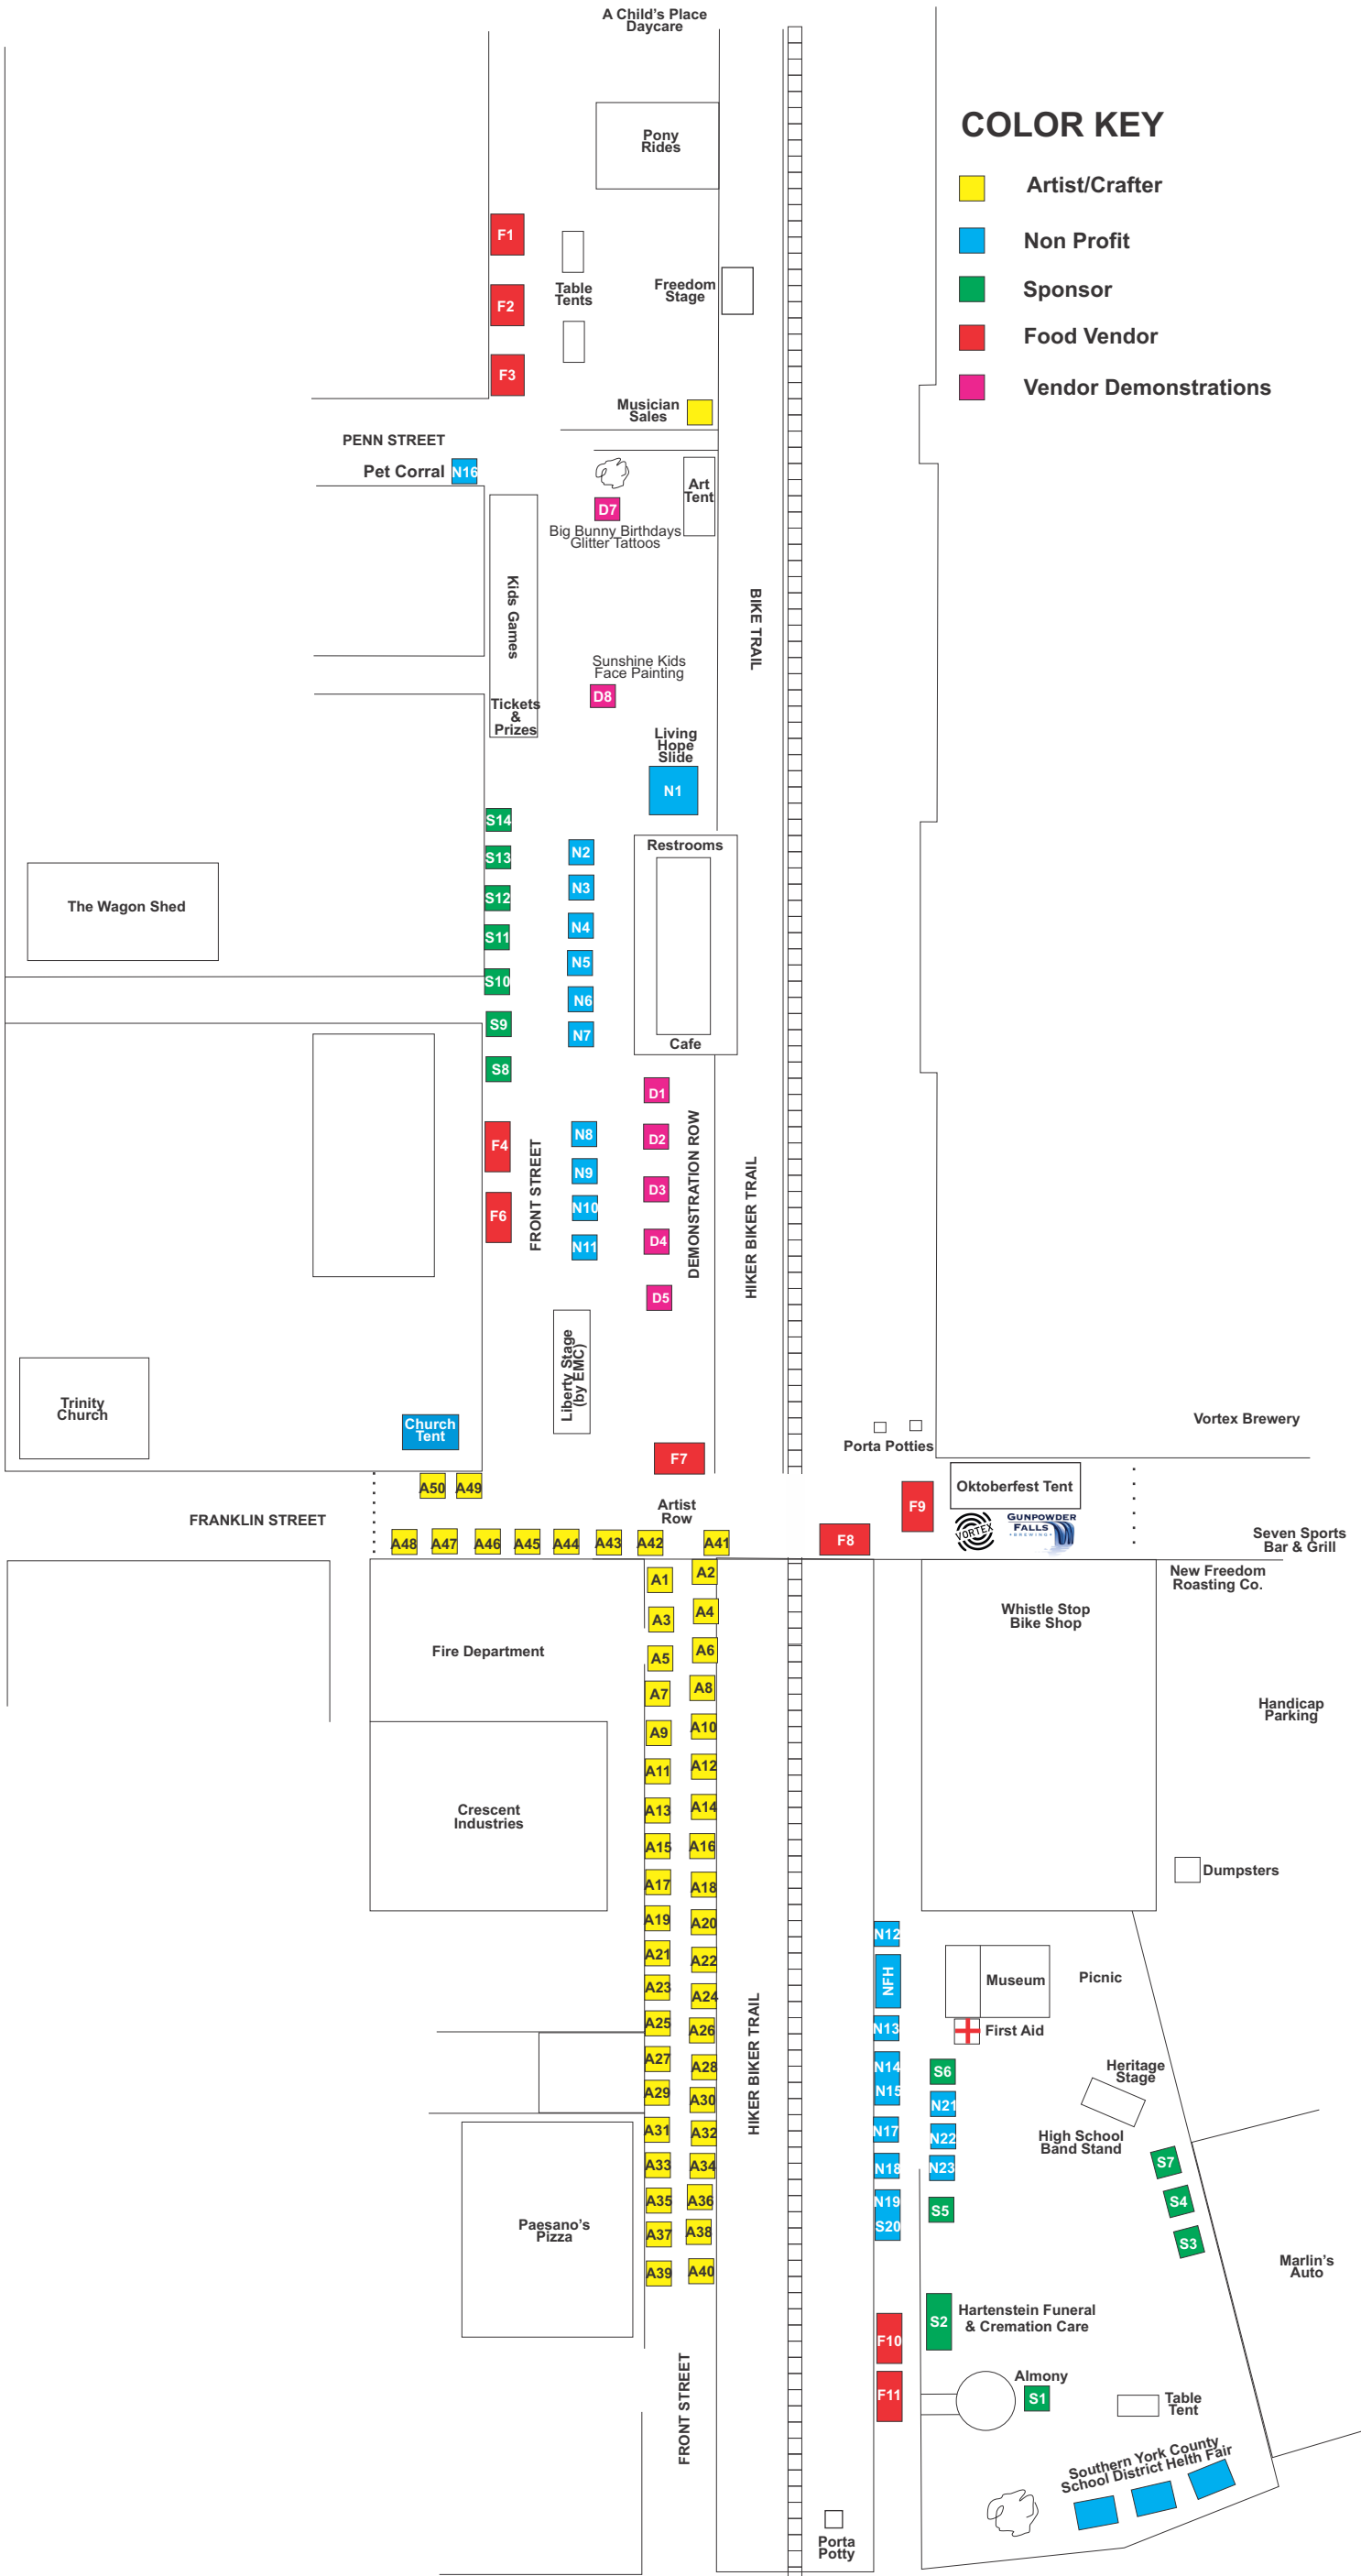 A Child's Place
Daycare
COLOR KEY
Artist/Crafter
Non Profit
Sponsor
Food Vendor
Vendor Demonstrations
Pony
Rides
F1
F2
F3
Table
Tents
Freedom
Stage
Musician
Sales
PENN STREET
Pet Corral
N16
Art
Tent
D7
Big Bunny Birthdays
Glitter Tattoos
Kids Games
BIKE TRAIL
Sunshine Kids
Face Painting
D8
Tickets
&
Prizes
Living
Hope
Slide
N1
S14
S13
S12
S11
S10
S9
S8
N2
N3
N4
N5
N6
N7
Restrooms
Cafe
The Wagon Shed
D1
D2
D3
D4
D5
F4
F6
FRONT STREET
N8
N9
N10
N11
DEMONSTRATION ROW
HIKER BIKER TRAIL
Liberty Stage
(by EMC)
Trinity
Church
Church
Tent
F7
Porta Potties
Vortex Brewery
A50
A49
FRANKLIN STREET
Artist
Row
F9
Oktoberfest Tent
VORTEX
GUNPOWDER
FALLS
BREWING
Seven Sports
Bar & Grill
A48
A47
A46
A45
A44
A43
A42
A41
F8
New Freedom
Roasting Co.
A1
A2
A3
A4
A5
A6
A7
A8
A9
A10
A11
A12
A13
A14
A15
A16
A17
A18
A19
A20
A21
A22
A23
A24
A25
A26
A27
A28
A29
A30
A31
A32
A33
A34
A35
A36
A37
A38
A39
A40
Fire Department
Crescent
Industries
Paesano's
Pizza
Whistle Stop
Bike Shop
Handicap
Parking
Dumpsters
HIKER BIKER TRAIL
N12
NFH
N13
N14
N15
N17
N18
N19
S20
Museum
Picnic
First Aid
S6
N21
N22
N23
S5
Heritage
Stage
High School
Band Stand
S7
S4
S3
Marlin's
Auto
S2
Hartenstein Funeral
& Cremation Care
F10
F11
Almony
S1
Table
Tent
FRONT STREET
Southern York County
School District Helth Fair
Porta
Potty